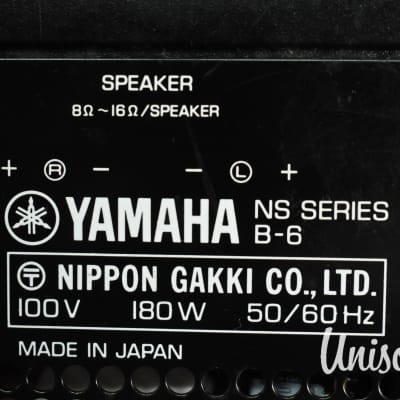 SPEAKER
8Ω ~ 16Ω/SPEAKER
+ R − − L +
YAMAHA NS SERIES
B-6
NIPPON GAKKI CO., LTD.
100V 180W 50/60Hz
MADE IN JAPAN